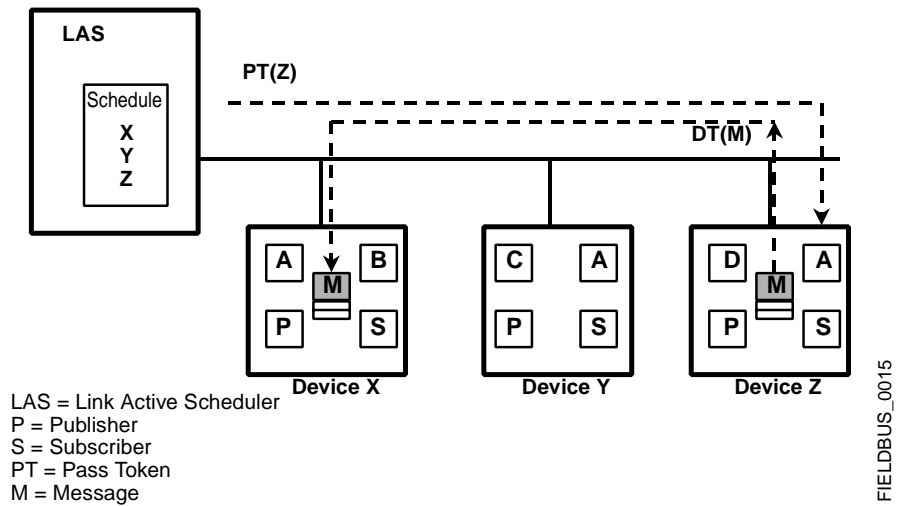 LAS
Schedule
X
Y
Z
PT(Z)
DT(M)
A
B
M
P
S
Device X
C
A
P
S
Device Y
D
A
M
P
S
Device Z
LAS = Link Active Scheduler
P = Publisher
S = Subscriber
PT = Pass Token
M = Message
FIELDBUS_0015